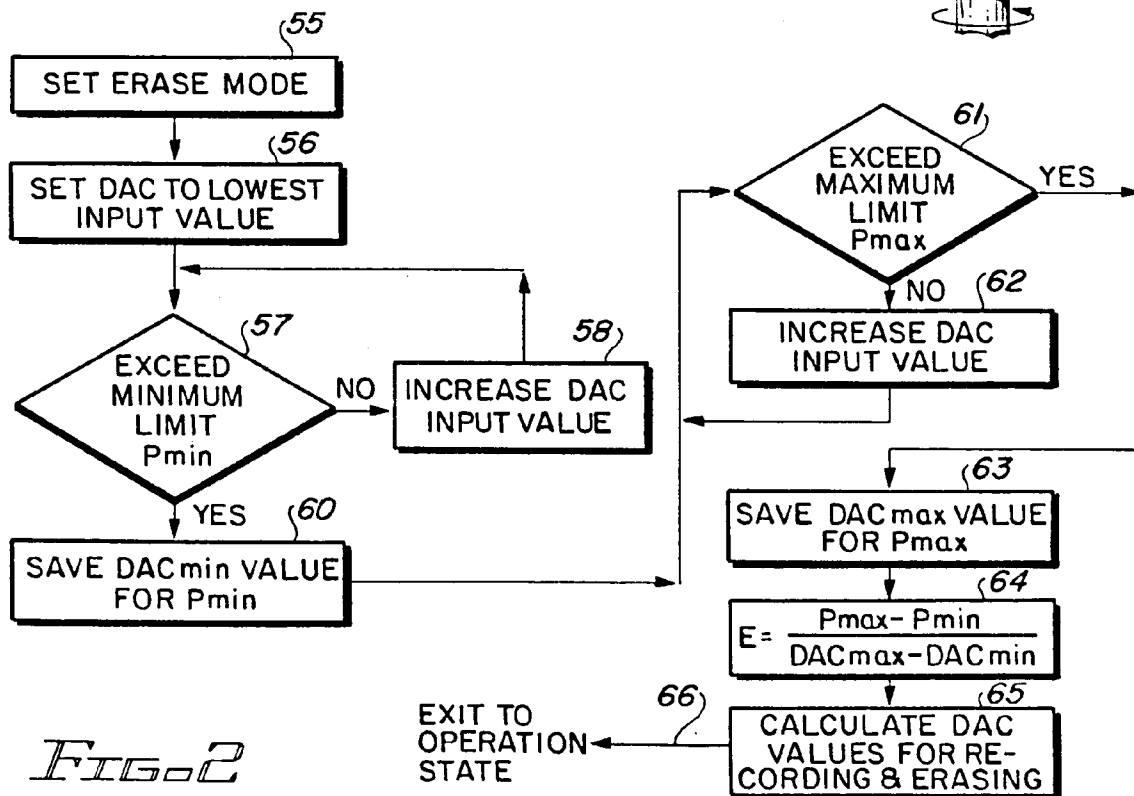 55
SET ERASE MODE
56
SET DAC TO LOWEST
INPUT VALUE
57
EXCEED
MINIMUM
LIMIT
Pmin
NO
58
INCREASE DAC
INPUT VALUE
YES
60
SAVE DACmin VALUE
FOR Pmin
61
EXCEED
MAXIMUM
LIMIT
Pmax
YES
NO
62
INCREASE DAC
INPUT VALUE
63
SAVE DACmax VALUE
FOR Pmax
64
E= Pmax-Pmin
DACmax-DACmin
65
CALCULATE DAC
VALUES FOR RE-
CORDING & ERASING
66
EXIT TO
OPERATION
STATE
FIG.2